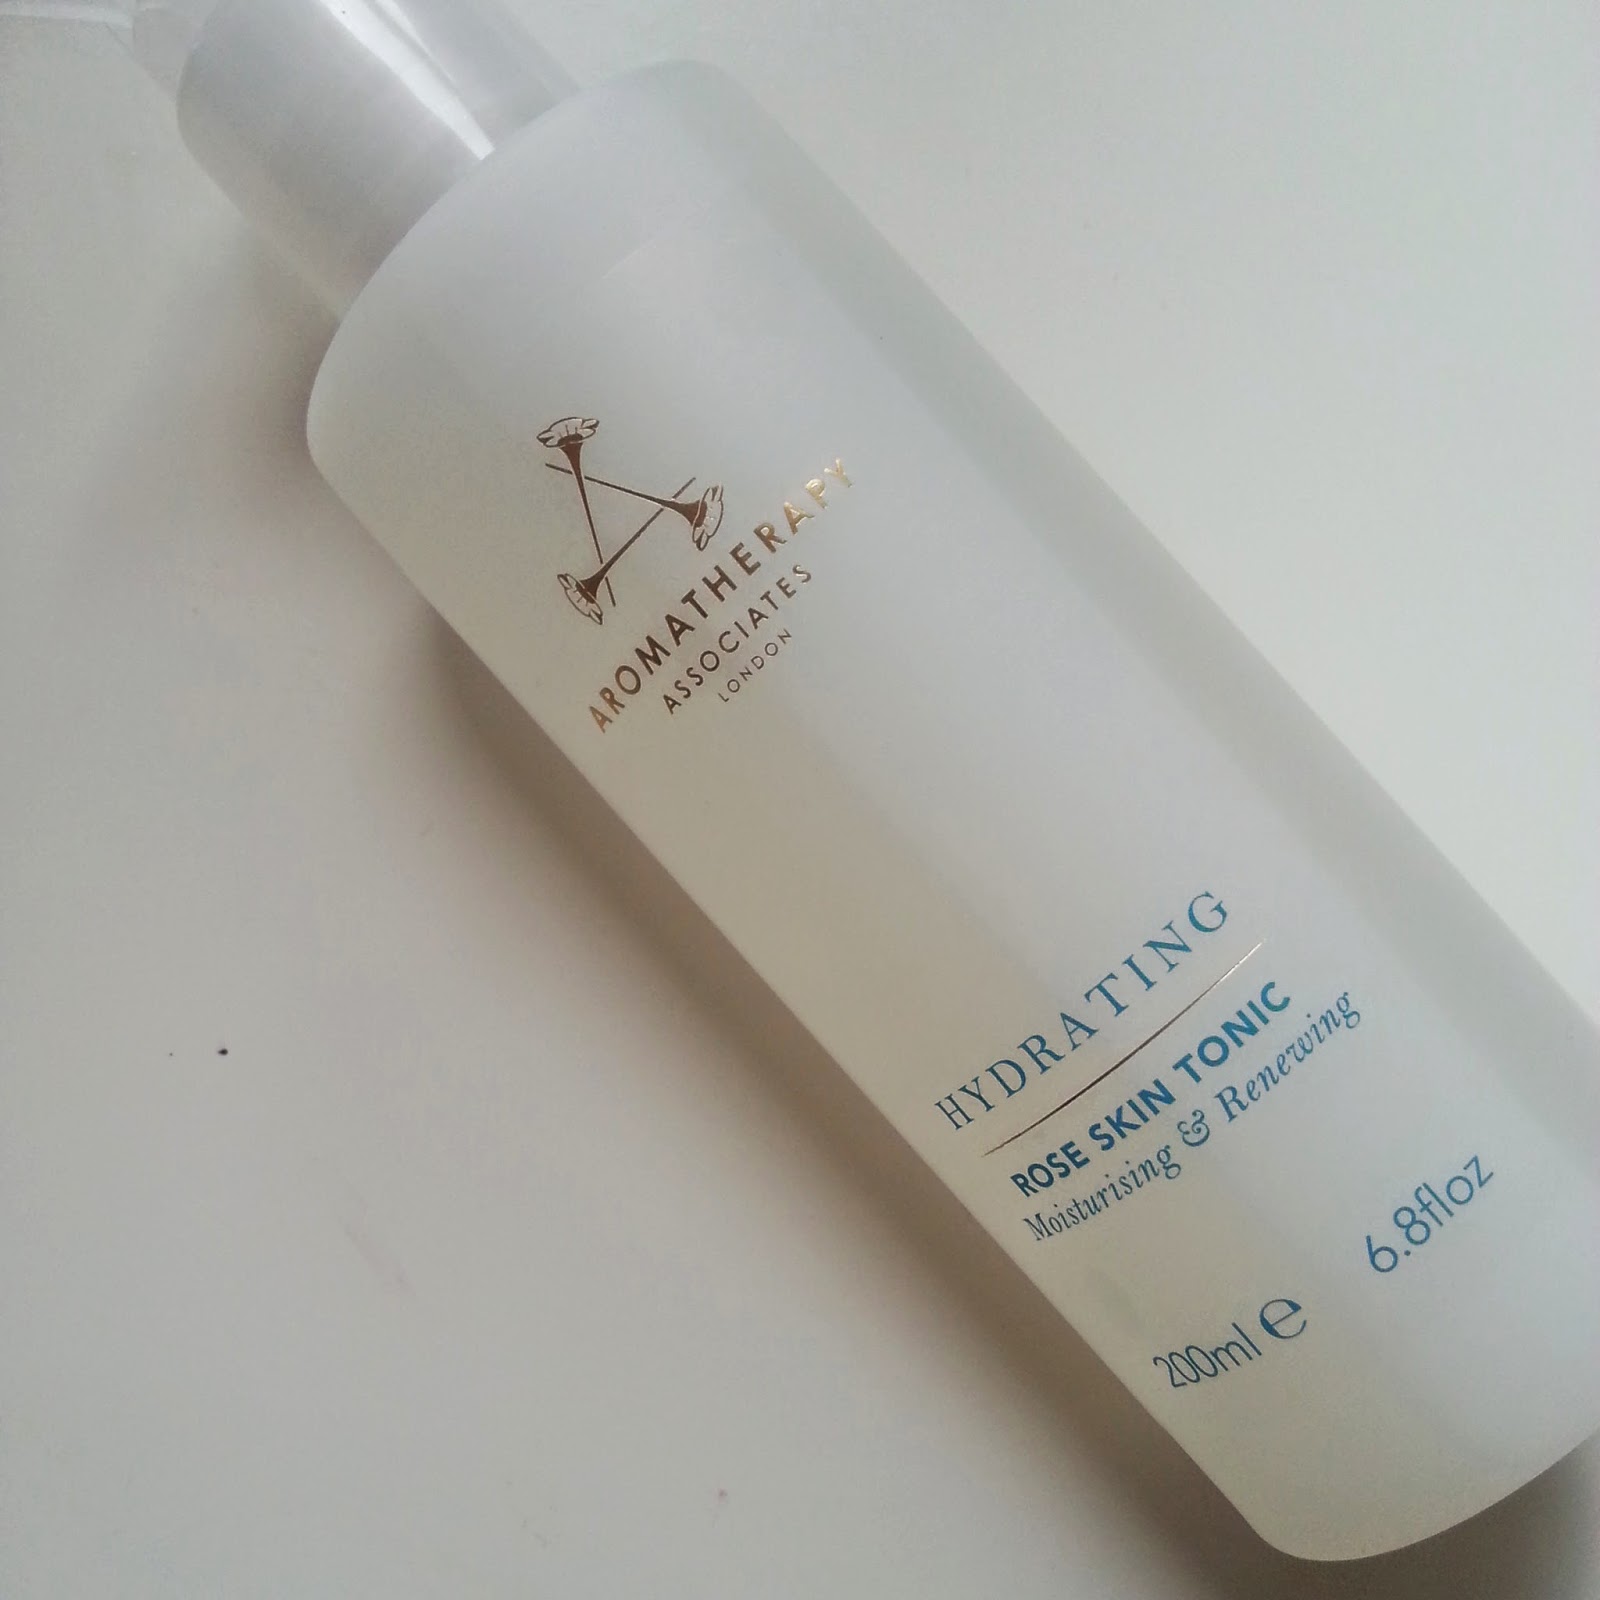 AROMATHERAPY
ASSOCIATES
LONDON
HYDRATING
ROSE SKIN TONIC
Moisturising & Renewing
200ml ℮ 6.8floz